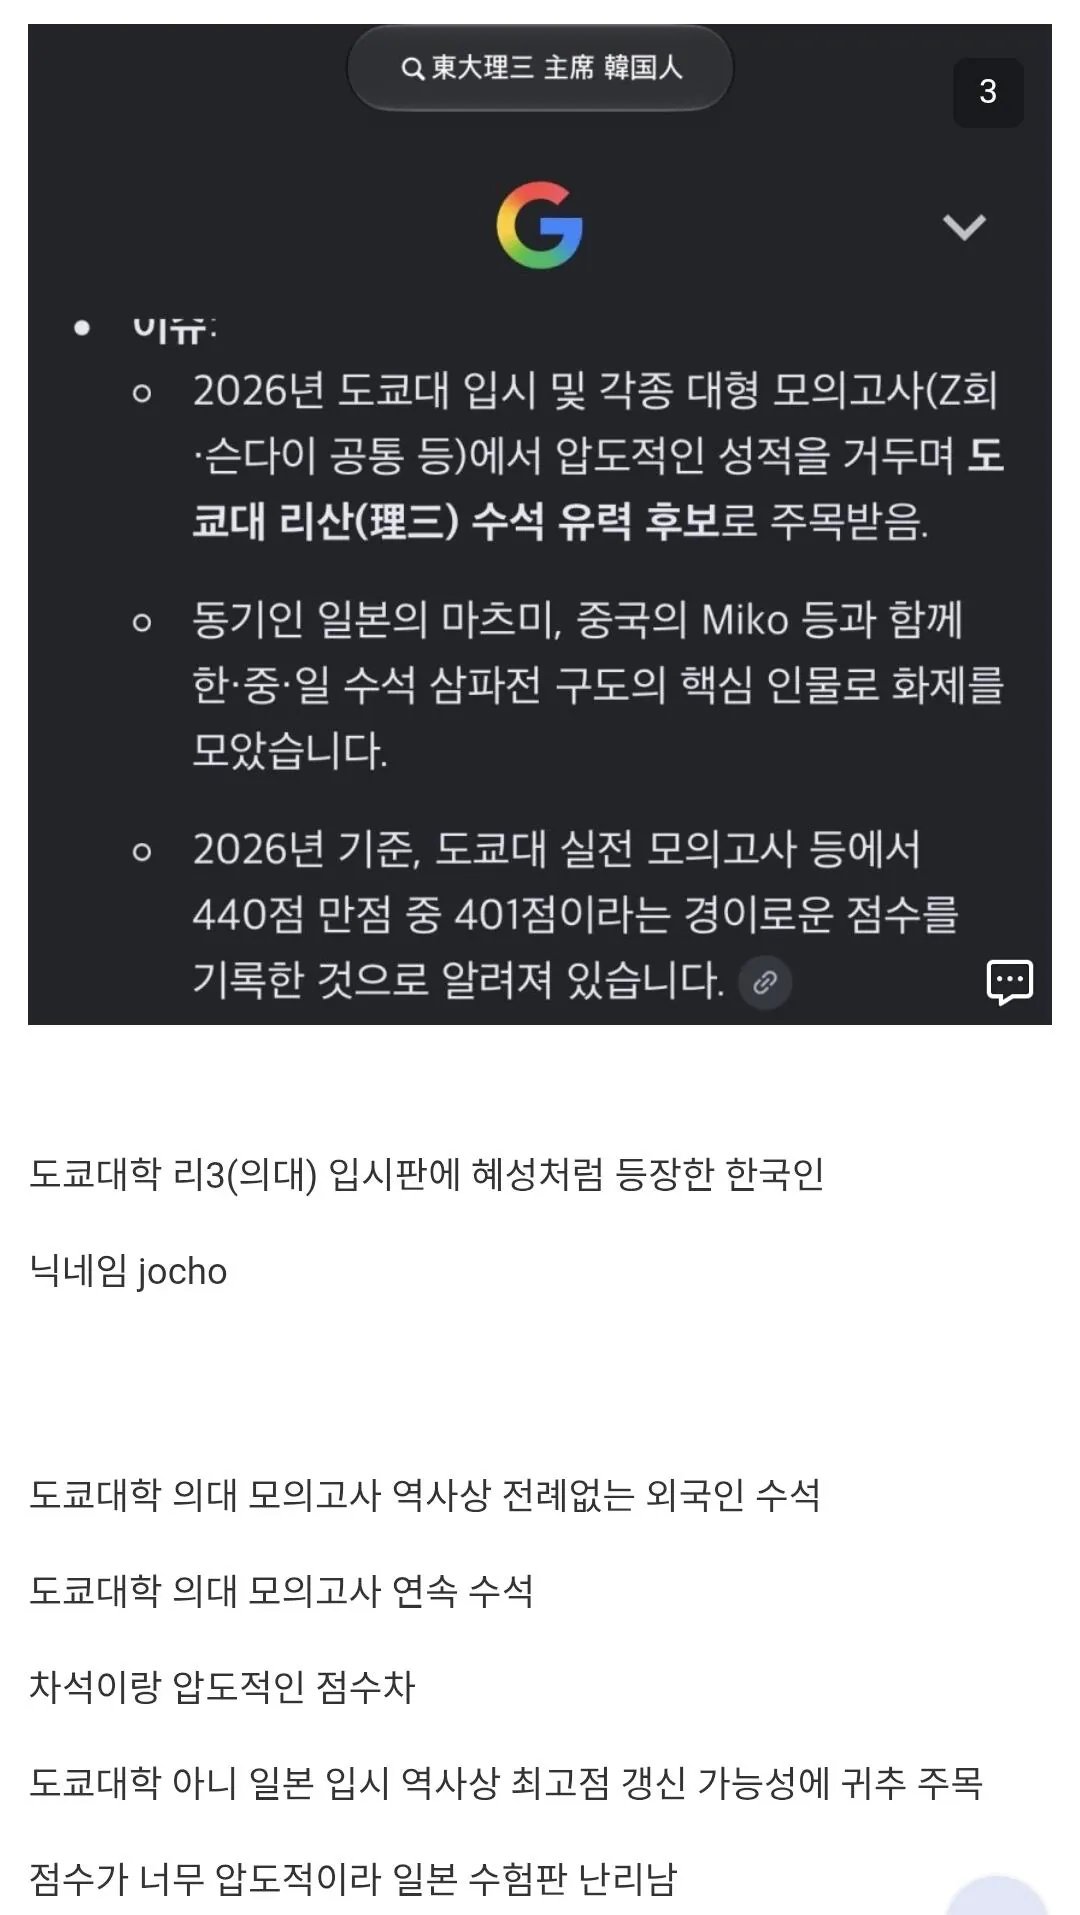 東大理三 主席 韓国人
3
이슈:
2026년 도쿄대 입시 및 각종 대형 모의고사(Z회
·슨다이 공통 등)에서 압도적인 성적을 거두며 도
쿄대 리산(理三) 수석 유력 후보로 주목받음.
동기인 일본의 마츠미, 중국의 Miko 등과 함께
한·중·일 수석 삼파전 구도의 핵심 인물로 화제를
모았습니다.
2026년 기준, 도쿄대 실전 모의고사 등에서
440점 만점 중 401점이라는 경이로운 점수를
기록한 것으로 알려져 있습니다.
도쿄대학 리3(의대) 입시판에 혜성처럼 등장한 한국인
닉네임 jocho
도쿄대학 의대 모의고사 역사상 전례없는 외국인 수석
도쿄대학 의대 모의고사 연속 수석
차석이랑 압도적인 점수차
도쿄대학 아니 일본 입시 역사상 최고점 갱신 가능성에 귀추 주목
점수가 너무 압도적이라 일본 수험판 난리남